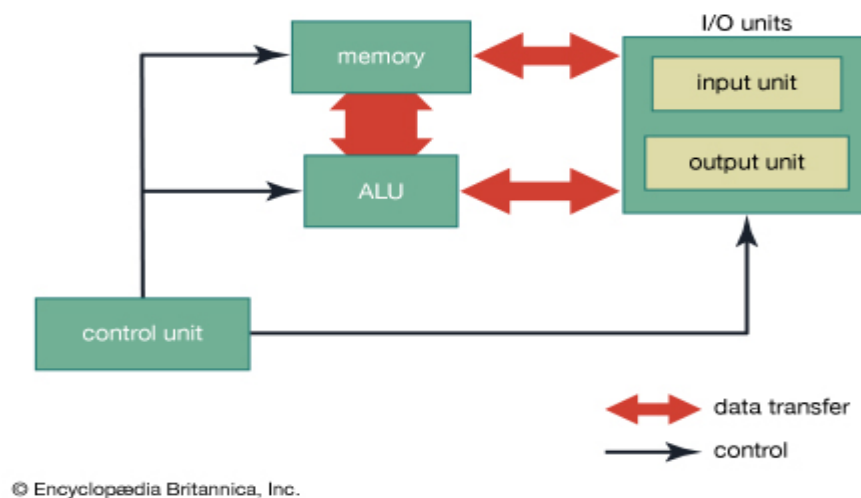 I/O units
memory
input unit
output unit
ALU
control unit
data transfer
control
© Encyclopædia Britannica, Inc.